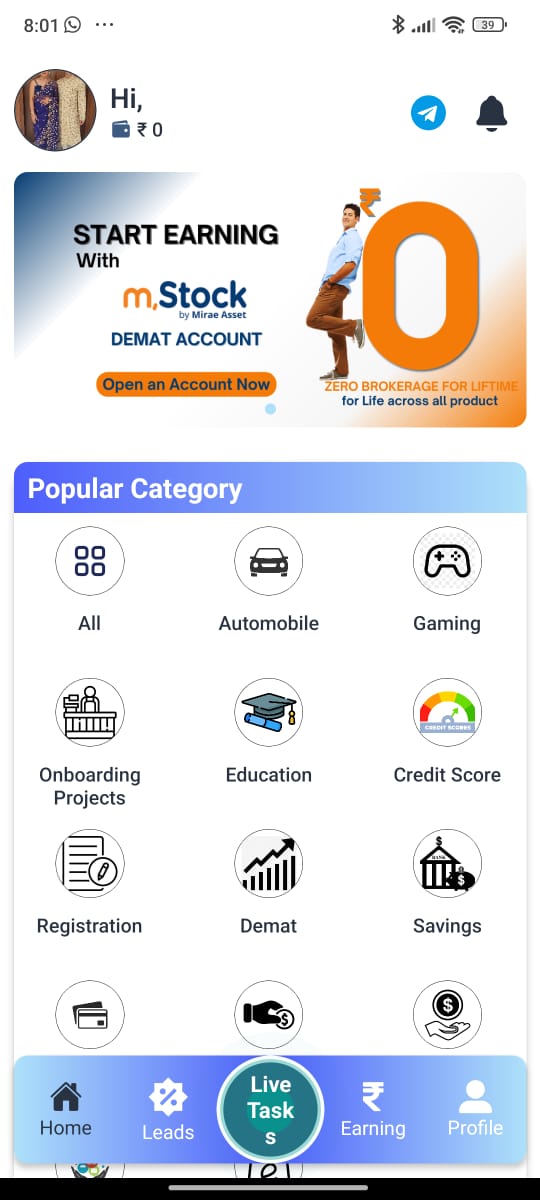 8:01
39
Hi,
₹ 0
START EARNING
With
₹
0
m.Stock
by Mirae Asset
DEMAT ACCOUNT
Open an Account Now
ZERO BROKERAGE FOR LIFTIME
for Life across all product
Popular Category
All
Automobile
Gaming
CREDIT SCORES
Onboarding
Projects
Education
Credit Score
BANK
Registration
Demat
Savings
Live
Task
s
Home
Leads
Earning
Profile